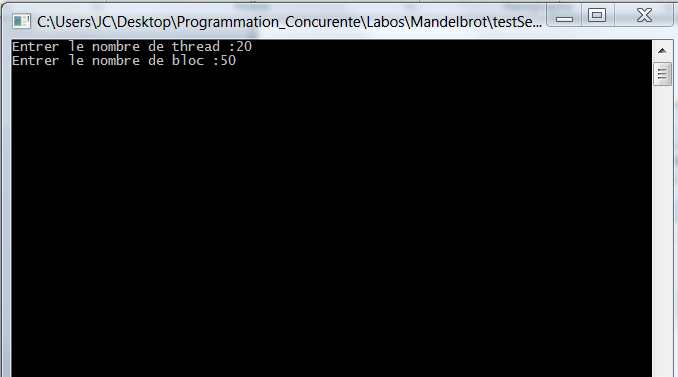 C:\Users\JC\Desktop\Programmation_Concurente\Labos\Mandelbrot\testSe...
Entrer le nombre de thread :20
Entrer le nombre de bloc :50